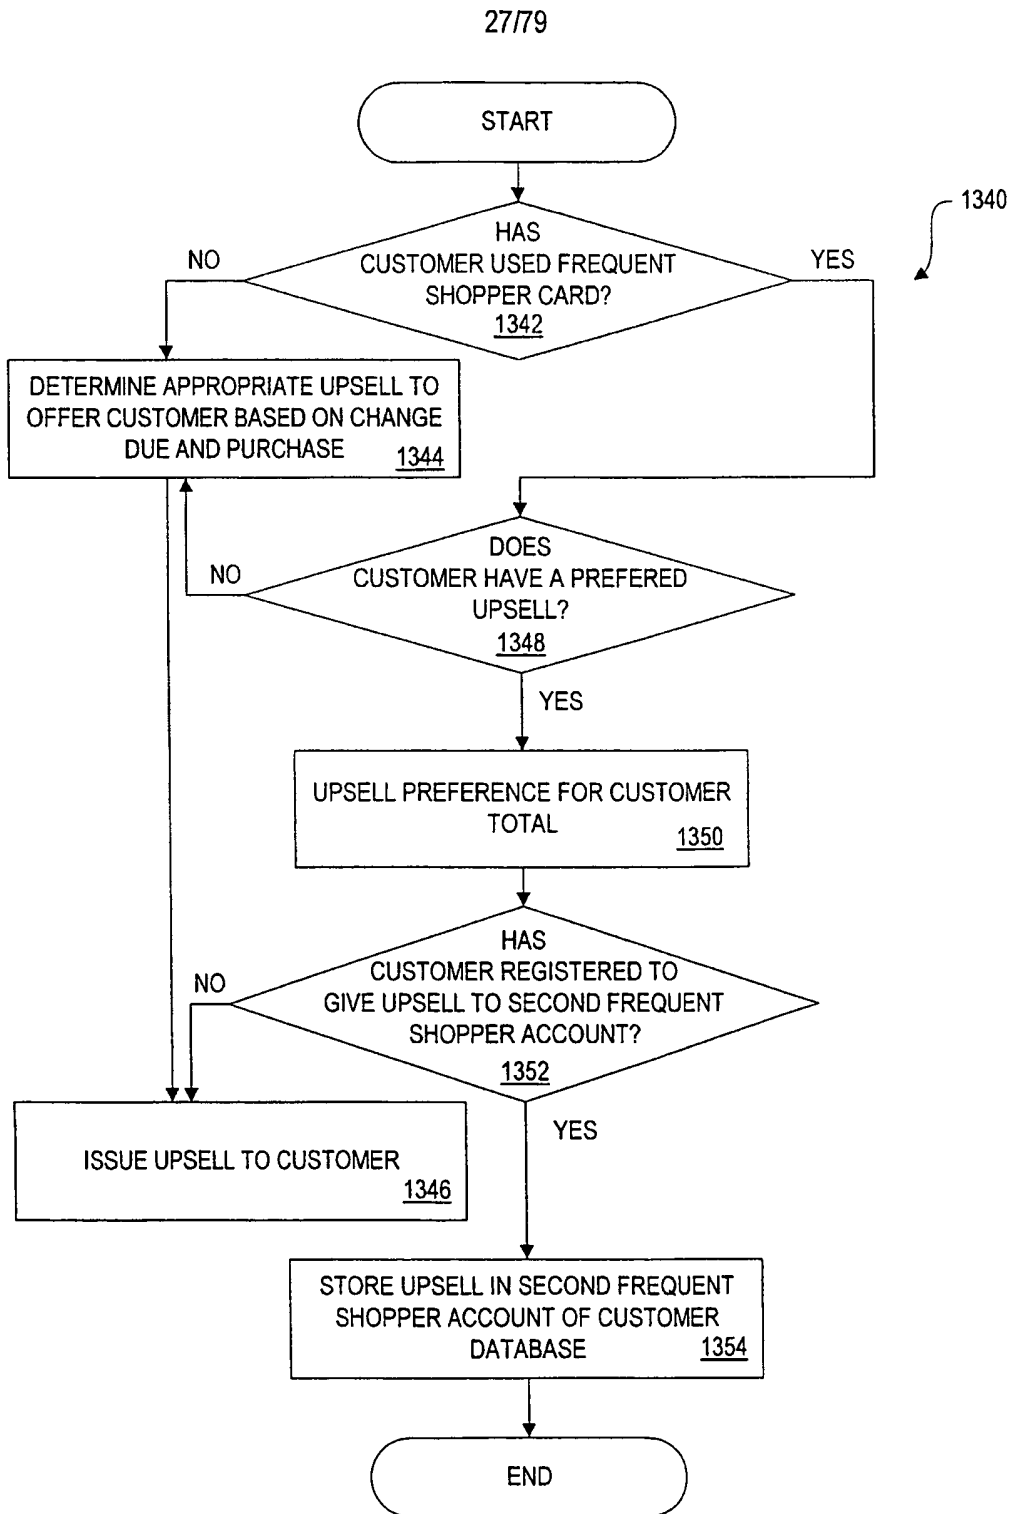 27/79
START
1340
HAS
CUSTOMER USED FREQUENT
SHOPPER CARD?
1342
NO
YES
DETERMINE APPROPRIATE UPSELL TO
OFFER CUSTOMER BASED ON CHANGE
DUE AND PURCHASE
1344
DOES
CUSTOMER HAVE A PREFERED
UPSELL?
1348
NO
YES
UPSELL PREFERENCE FOR CUSTOMER
TOTAL
1350
HAS
CUSTOMER REGISTERED TO
GIVE UPSELL TO SECOND FREQUENT
SHOPPER ACCOUNT?
1352
NO
YES
ISSUE UPSELL TO CUSTOMER
1346
STORE UPSELL IN SECOND FREQUENT
SHOPPER ACCOUNT OF CUSTOMER
DATABASE
1354
END